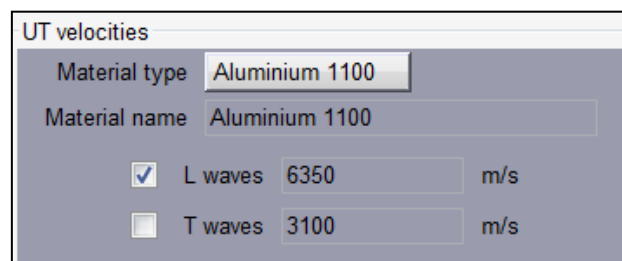 UT velocities
Material type Aluminium 1100
Material name Aluminium 1100
L waves 6350 m/s
T waves 3100 m/s